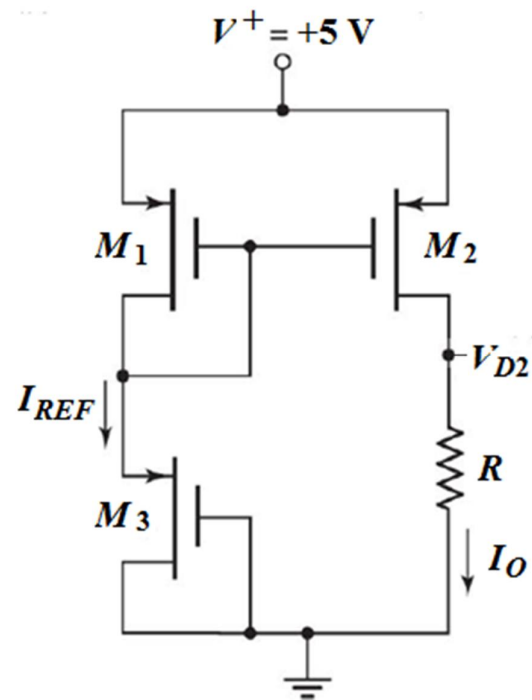 V⁺ = +5 V
M₁
M₂
V_D2
I_REF
R
M₃
I_O